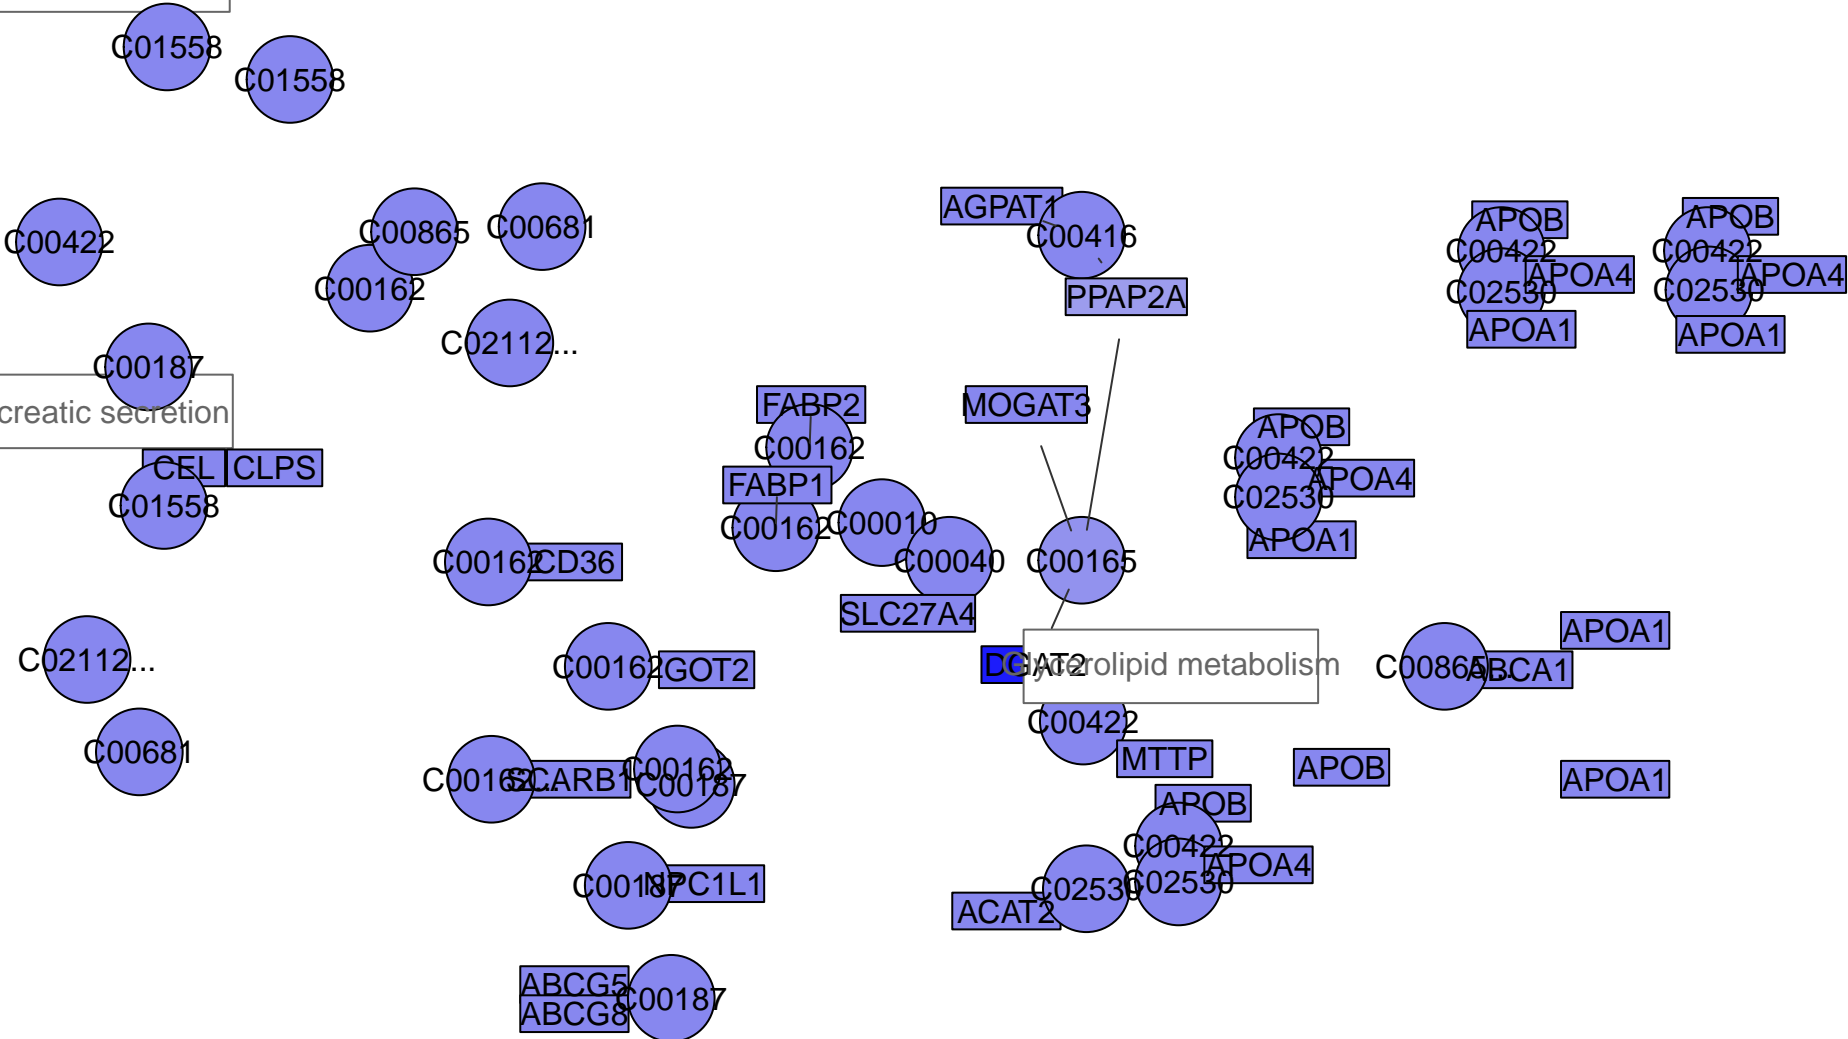 C01558
C01558
AGPAT1
C00416
C00422
C00865
C00681
C00162
APOB
C00422
APOA4
C02530
APOA1
APOB
C00422
APOA4
C02530
APOA1
PPAP2A
C02112...
C00187
creatic secretion
CEL
CLPS
C01558
FABP2
C00162
FABP1
C00162
MOGAT3
APOB
C00422
APOA4
C02530
APOA1
C00010
C00040
C00165
C00162
CD36
SLC27A4
C02112...
C00162
GOT2
DGAT2
Glycerolipid metabolism
C00865...
ABCA1
APOA1
C00422
C00681
MTTP
APOB
APOA1
C00162...
SCARB1
C00162
C00187
APOB
C00422
APOA4
C02530
C02530
ACAT2
C00187
NPC1L1
ABCG5
ABCG8
C00187